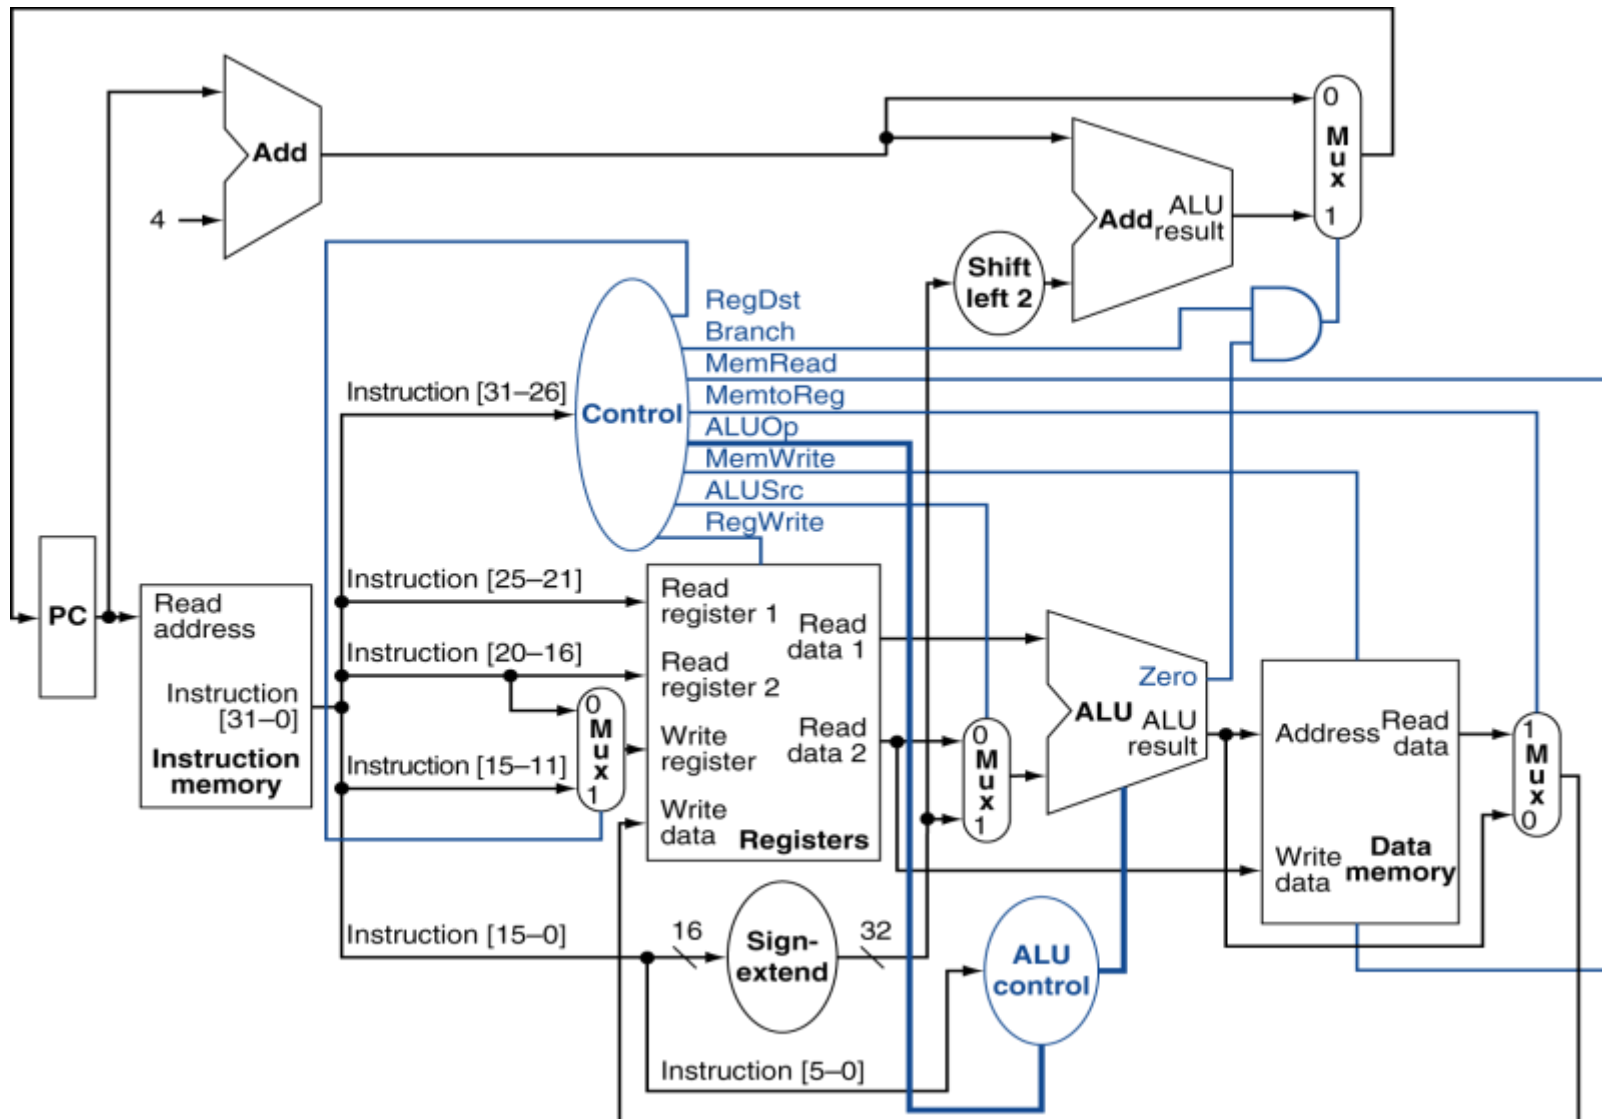 0
M
u
x
1
Add
ALU
Add result
4
Shift
left 2
RegDst
Branch
MemRead
MemtoReg
ALUOp
MemWrite
ALUSrc
RegWrite
Control
Instruction [31–26]
Instruction [25–21]
Instruction [20–16]
Instruction [15–11]
Instruction [15–0]
Instruction [5–0]
PC
Read
address
Instruction
[31–0]
Instruction
memory
0
M
u
x
1
Read
register 1
Read
register 2
Write
register
Write
data
Read
data 1
Read
data 2
Registers
0
M
u
x
1
Zero
ALU
ALU
result
Address
Read
data
Write
data
Data
memory
1
M
u
x
0
16
Sign-
extend
32
ALU
control